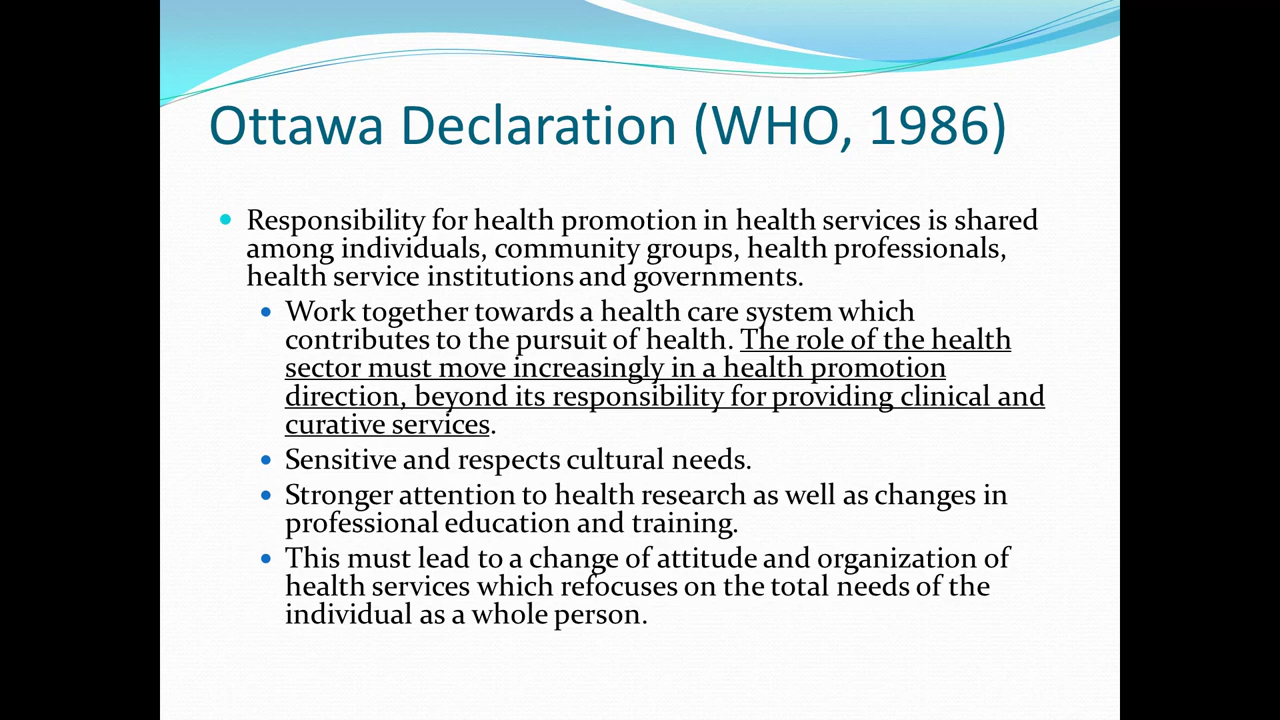 Ottawa Declaration (WHO, 1986)
Responsibility for health promotion in health services is shared
among individuals, community groups, health professionals,
health service institutions and governments.
Work together towards a health care system which
contributes to the pursuit of health. The role of the health
sector must move increasingly in a health promotion
direction, beyond its responsibility for providing clinical and
curative services.
Sensitive and respects cultural needs.
Stronger attention to health research as well as changes in
professional education and training.
This must lead to a change of attitude and organization of
health services which refocuses on the total needs of the
individual as a whole person.